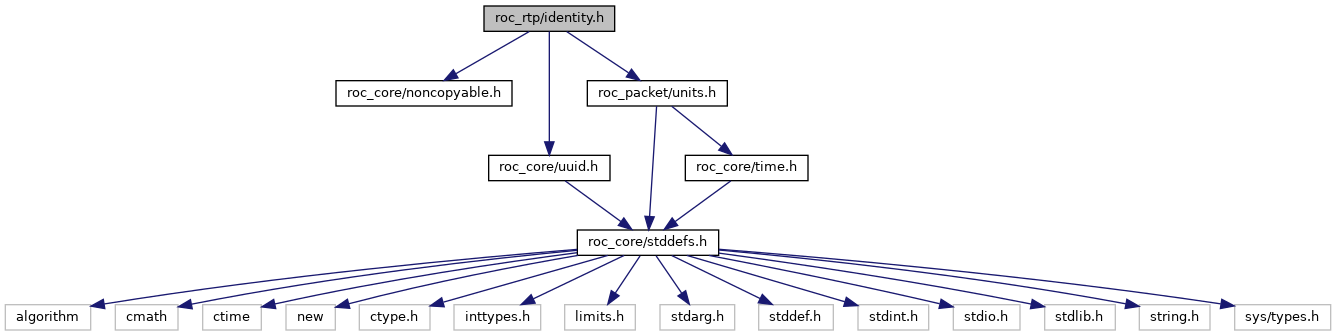 roc_rtp/identity.h
roc_core/noncopyable.h
roc_packet/units.h
roc_core/uuid.h
roc_core/time.h
roc_core/stddefs.h
algorithm
cmath
ctime
new
ctype.h
inttypes.h
limits.h
stdarg.h
stddef.h
stdint.h
stdio.h
stdlib.h
string.h
sys/types.h